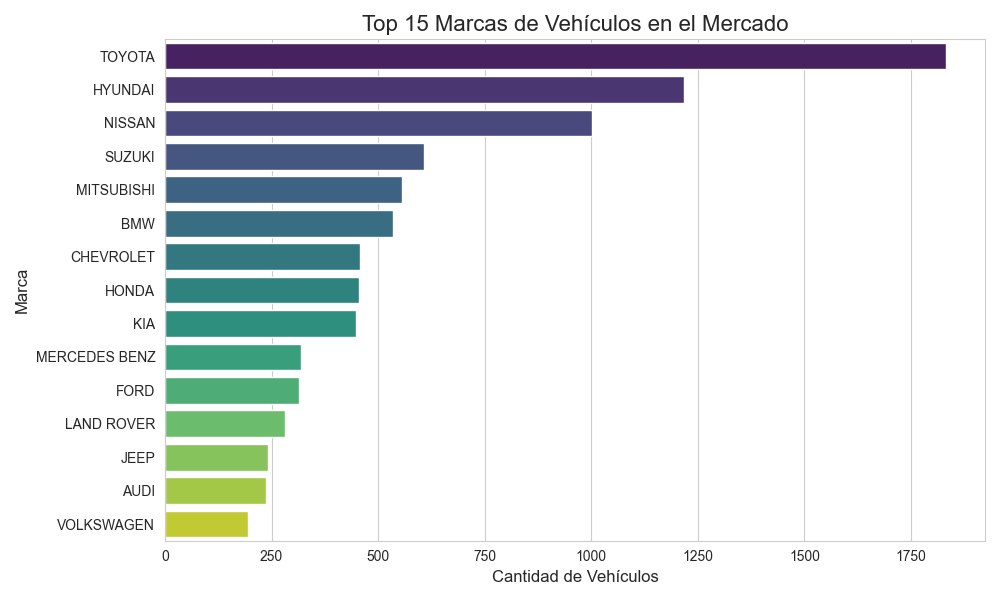 Top 15 Marcas de Vehículos en el Mercado
TOYOTA
HYUNDAI
NISSAN
SUZUKI
MITSUBISHI
BMW
CHEVROLET
HONDA
KIA
MERCEDES BENZ
FORD
LAND ROVER
JEEP
AUDI
VOLKSWAGEN
Marca
0 250 500 750 1000 1250 1500 1750
Cantidad de Vehículos